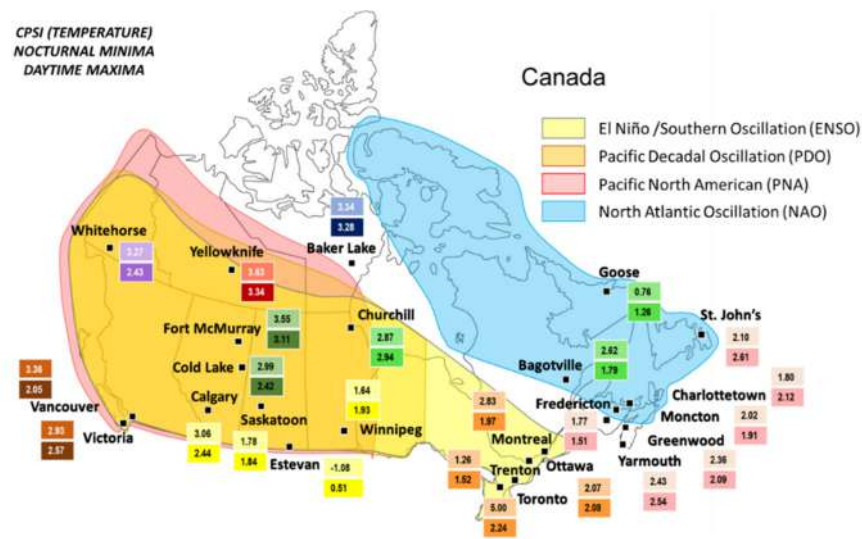 CPSI (TEMPERATURE)
NOCTURNAL MINIMA
DAYTIME MAXIMA
Canada
El Niño /Southern Oscillation (ENSO)
Pacific Decadal Oscillation (PDO)
Pacific North American (PNA)
North Atlantic Oscillation (NAO)
3.34
3.28
Baker Lake
Whitehorse
3.27
2.43
Yellowknife
3.63
3.34
Goose
0.76
1.26
St. John's
2.10
2.61
Fort McMurray
3.55
3.11
Churchill
2.87
2.94
Cold Lake
2.99
2.42
Bagotville
2.62
1.79
3.36
2.05
Vancouver
Calgary
Saskatoon
1.64
1.93
Winnipeg
2.83
1.97
Fredericton
1.77
1.51
Charlottetown
1.80
2.12
Moncton
2.02
1.91
2.93
2.57
Victoria
3.06
2.44
1.78
1.84
Estevan
-1.08
0.51
Montreal
Ottawa
Greenwood
Yarmouth
2.36
2.09
1.26
1.52
Trenton
Toronto
2.07
2.08
2.43
2.54
5.00
2.24